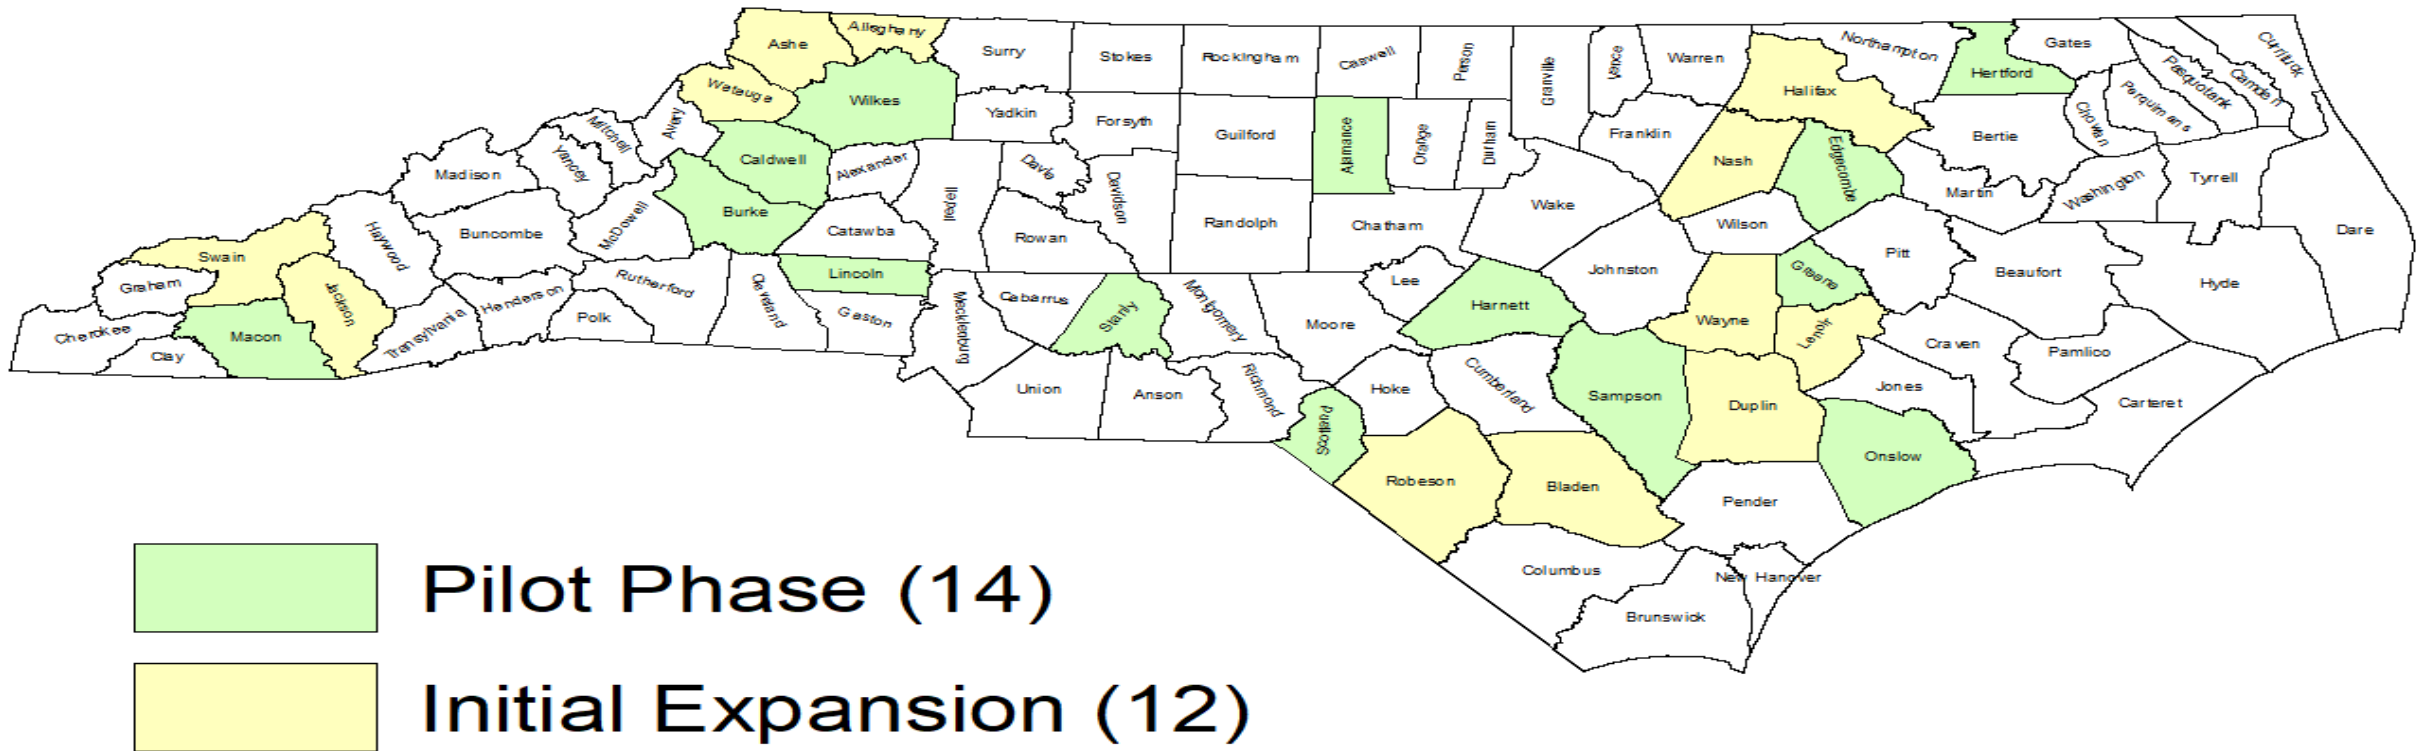 Ashe
Alleghany
Surry
Stokes
Rockingham
Caswell
Person
Granville
Vance
Warren
Northampton
Hertford
Gates
Pasquotank
Camden
Currituck
Watauga
Wilkes
Yadkin
Forsyth
Guilford
Alamance
Orange
Durham
Franklin
Halifax
Bertie
Chowan
Perquimans
Mitchell
Avery
Yancey
Madison
Caldwell
Alexander
Iredell
Davie
Davidson
Randolph
Chatham
Wake
Nash
Edgecombe
Martin
Washington
Tyrrell
Dare
Swain
Haywood
Buncombe
McDowell
Burke
Catawba
Rowan
Wilson
Johnston
Greene
Pitt
Beaufort
Hyde
Graham
Jackson
Cherokee
Macon
Clay
Transylvania
Henderson
Polk
Rutherford
Cleveland
Lincoln
Gaston
Mecklenburg
Cabarrus
Stanly
Montgomery
Moore
Lee
Harnett
Wayne
Lenoir
Craven
Pamlico
Jones
Carteret
Union
Anson
Richmond
Scotland
Hoke
Cumberland
Sampson
Duplin
Onslow
Robeson
Bladen
Pender
Columbus
New Hanover
Brunswick
Pilot Phase (14)
Initial Expansion (12)